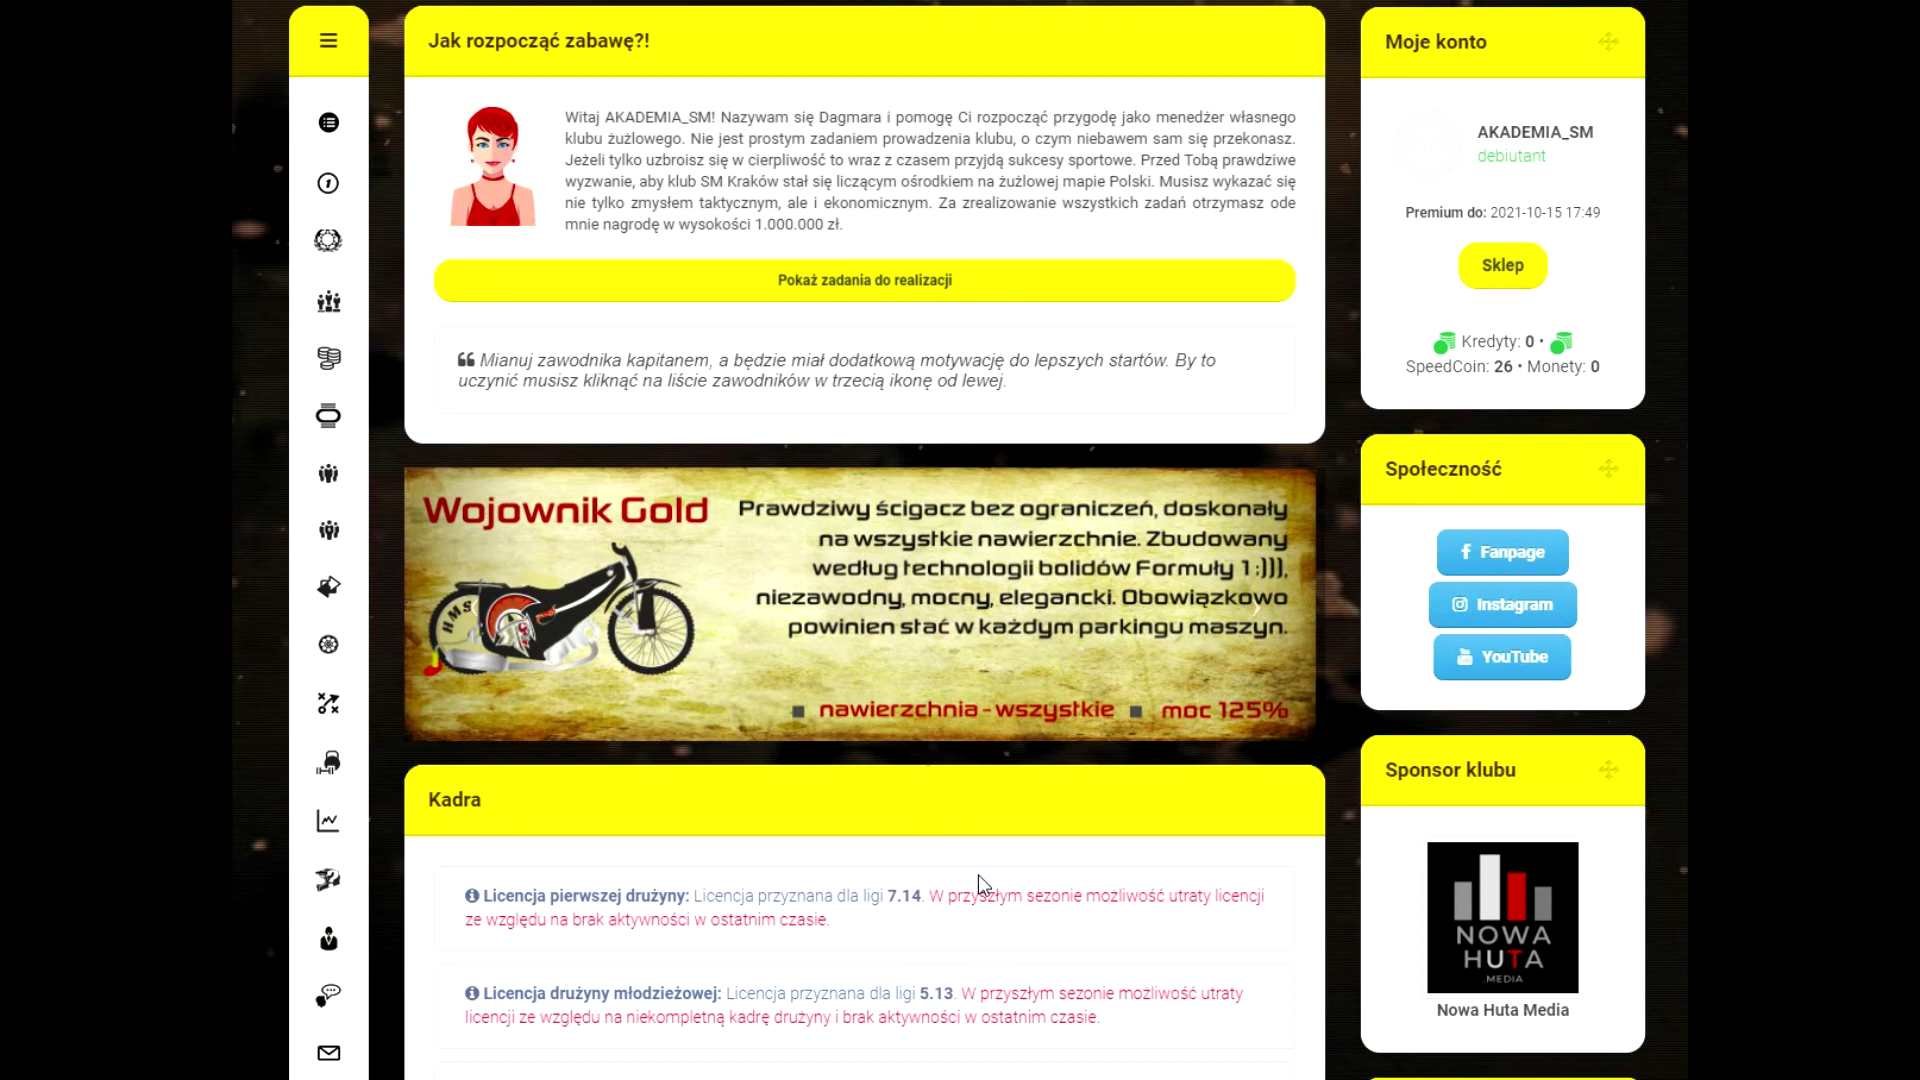 Jak rozpocząć zabawę?!
Witaj AKADEMIA_SM! Nazywam się Dagmara i pomogę Ci rozpocząć przygodę jako menedżer własnego
klubu żużlowego. Nie jest prostym zadaniem prowadzenia klubu, o czym niebawem sam się przekonasz.
Jeżeli tylko uzbroisz się w cierpliwość to wraz z czasem przyjdą sukcesy sportowe. Przed Tobą prawdziwe
wyzwanie, aby klub SM Kraków stał się liczącym ośrodkiem na żużlowej mapie Polski. Musisz wykazać się
nie tylko zmysłem taktycznym, ale i ekonomicznym. Za zrealizowanie wszystkich zadań otrzymasz ode
mnie nagrodę w wysokości 1.000.000 zł.
Pokaż zadania do realizacji
Mianuj zawodnika kapitanem, a będzie miał dodatkową motywację do lepszych startów. By to
uczynić musisz kliknąć na liście zawodników w trzecią ikonę od lewej.
Wojownik Gold
Prawdziwy ścigacz bez ograniczeń, doskonały
na wszystkie nawierzchnie. Zbudowany
według technologii bolidów Formuły 1 :))),
niezawodny, mocny, elegancki. Obowiązkowo
powinien stać w każdym parkingu maszyn.
HMS
nawierzchnia - wszystkie
moc 125%
Kadra
Licencja pierwszej drużyny: Licencja przyznana dla ligi 7.14. W przyszłym sezonie możliwość utraty licencji
ze względu na brak aktywności w ostatnim czasie.
Licencja drużyny młodzieżowej: Licencja przyznana dla ligi 5.13. W przyszłym sezonie możliwość utraty
licencji ze względu na niekompletną kadrę drużyny i brak aktywności w ostatnim czasie.
Moje konto
AKADEMIA_SM
debiutant
Premium do: 2021-10-15 17:49
Sklep
Kredyty: 0 •
SpeedCoin: 26 • Monety: 0
Społeczność
Fanpage
Instagram
YouTube
Sponsor klubu
NOWA
HUTA
.MEDIA
Nowa Huta Media